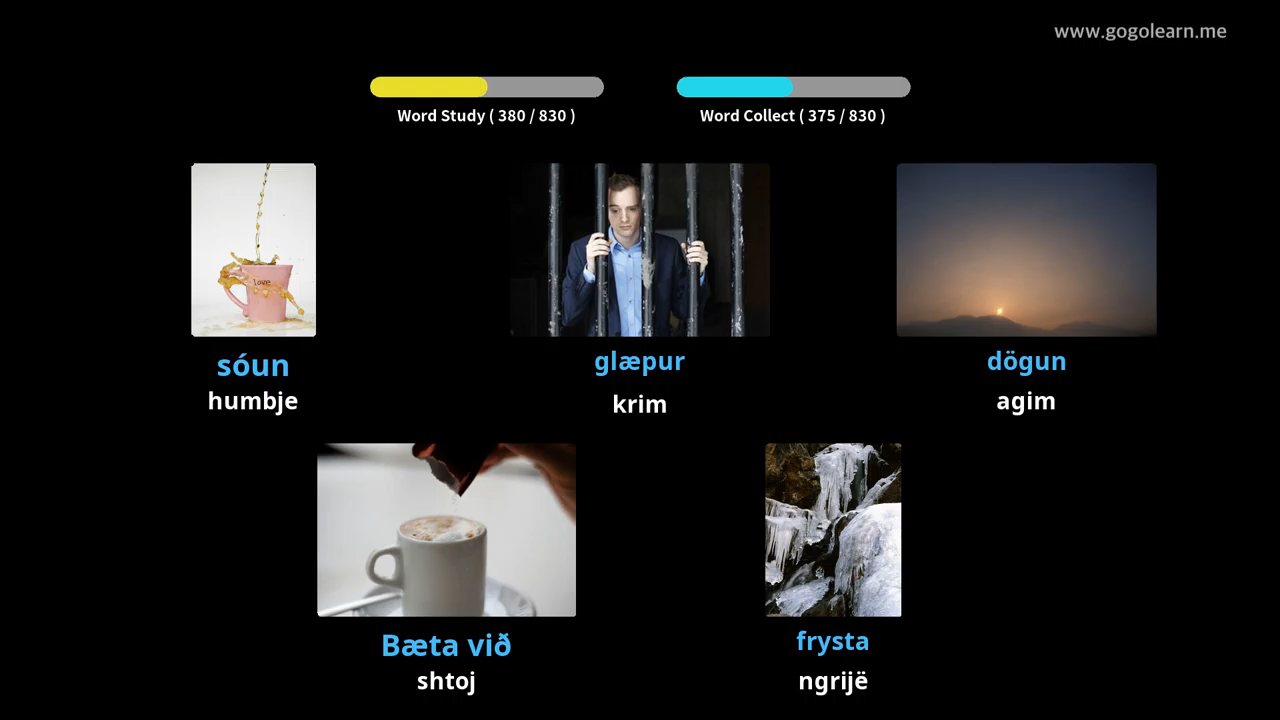 www.gogolearn.me
Word Study ( 380 / 830 )
Word Collect ( 375 / 830 )
love
sóun
humbje
glæpur
krim
dögun
agim
Bæta við
shtoj
frysta
ngrijë